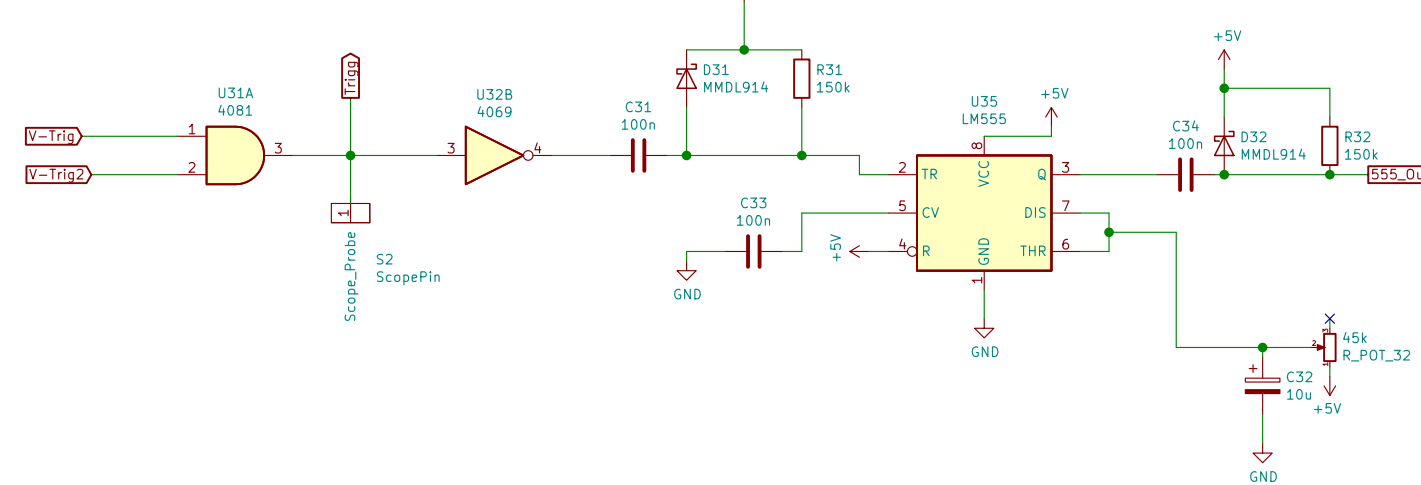 +5V
D31
MMDL914
R31
150k
Trigg
U31A
4081
U32B
4069
C31
100n
U35
LM555
+5V
C34
100n
D32
MMDL914
R32
150k
V-Trig
1
3
3
4
8
V-Trig2
2
2
TR
VCC
Q
3
1
C33
100n
5
CV
DIS
7
+5V
4
R
GND
THR
6
Scope_Probe
S2
ScopePin
GND
1
GND
3
2
1
45k
R_POT_32
+
C32
10u
+5V
GND